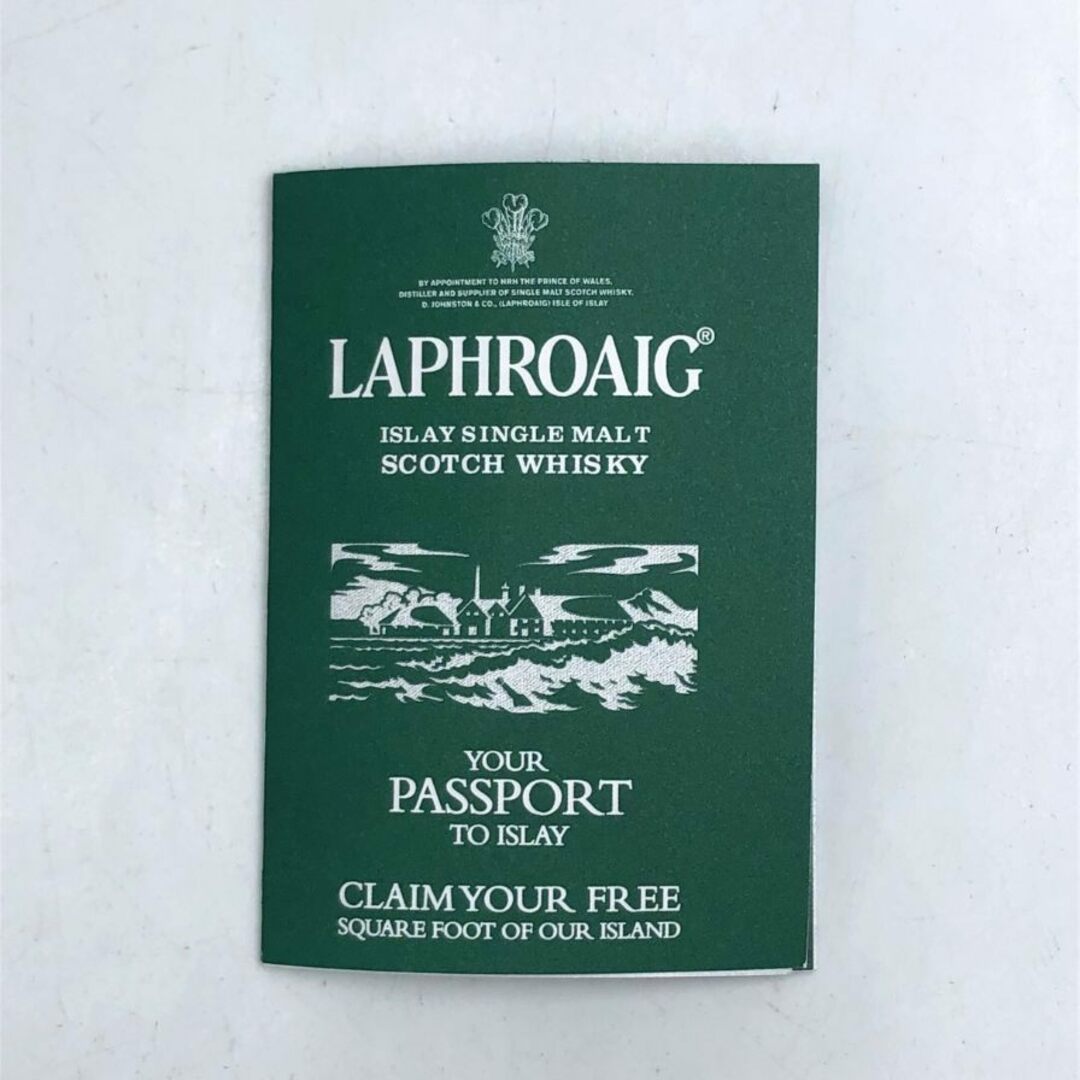 BY APPOINTMENT TO HRH THE PRINCE OF WALES,
DISTILLER AND SUPPLIER OF SINGLE MALT SCOTCH WHISKY,
D. JOHNSTON & CO., (LAPHROAIG) ISLE OF ISLAY
LAPHROAIG®
ISLAY SINGLE MALT
SCOTCH WHISKY
YOUR
PASSPORT
TO ISLAY
CLAIM YOUR FREE
SQUARE FOOT OF OUR ISLAND